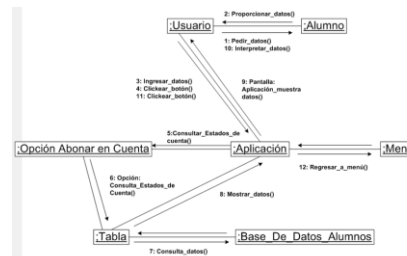 2: Proporcionar_datos()
:Usuario
:Alumno
1: Pedir_datos()
10: Interpretar_datos()
3: Ingresar_datos()
4: Clickear_botón()
11: Clickear_botón()
9: Pantalla:
Aplicación_muestra
datos()
5:Consultar_Estados_de
cuenta()
:Opción Abonar en Cuenta
:Aplicación
:Men
12: Regresar_a_menú()
6: Opción:
Consulta_Estados_de
Cuenta()
8: Mostrar_datos()
:Tabla
:Base_De_Datos_Alumnos
7: Consulta_datos()